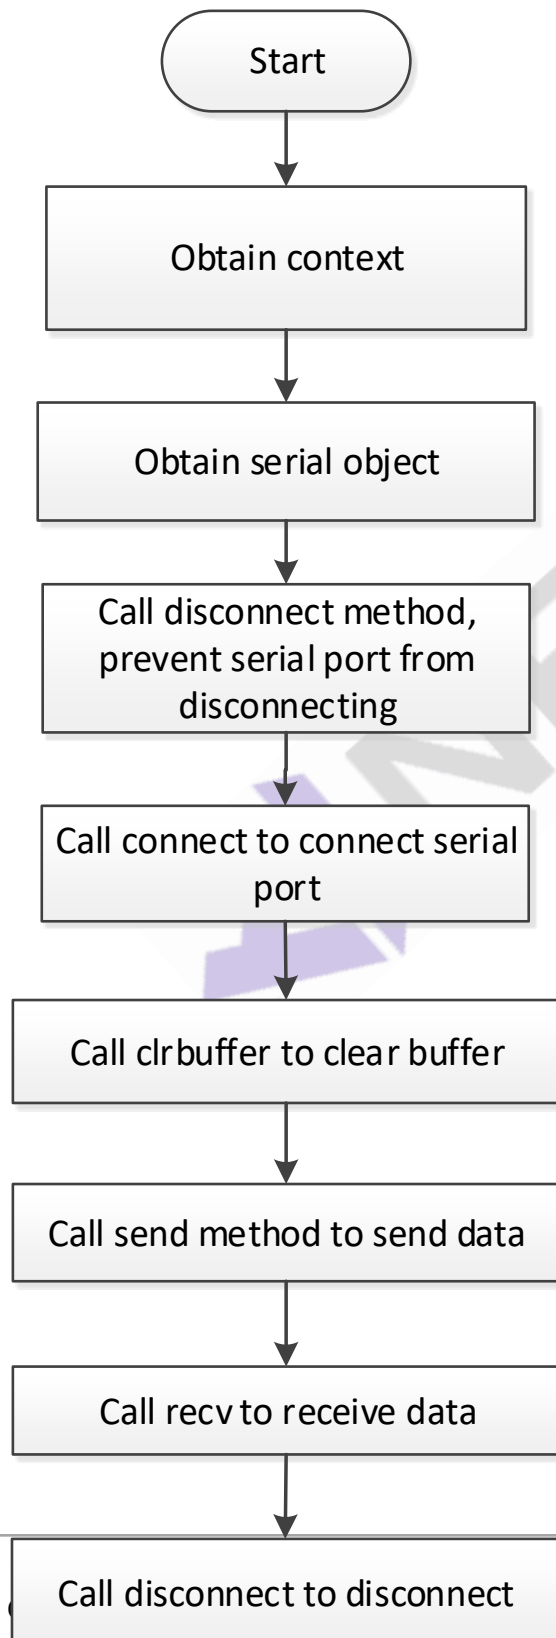 Start
Obtain context
Obtain serial object
Call disconnect method,
prevent serial port from
disconnecting
Call connect to connect serial
port
Call clrbuffer to clear buffer
Call send method to send data
Call recv to receive data
Call disconnect to disconnect